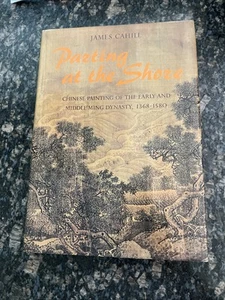 JAMES CAHILL
Parting
at the Shore
CHINESE PAINTING OF THE EARLY AND
MIDDLE MING DYNASTY, 1368-1580